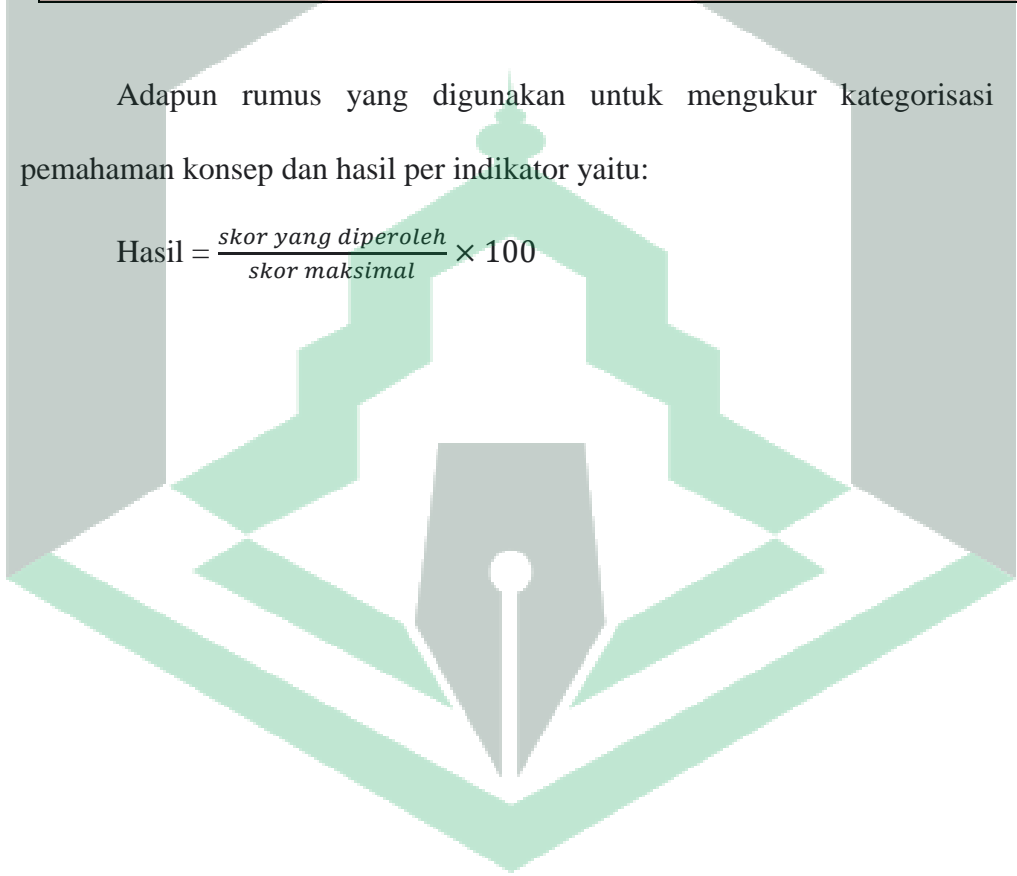 Adapun rumus yang digunakan untuk mengukur kategorisasi
pemahaman konsep dan hasil per indikator yaitu:
Hasil = \frac{skor yang diperoleh}{skor maksimal} × 100